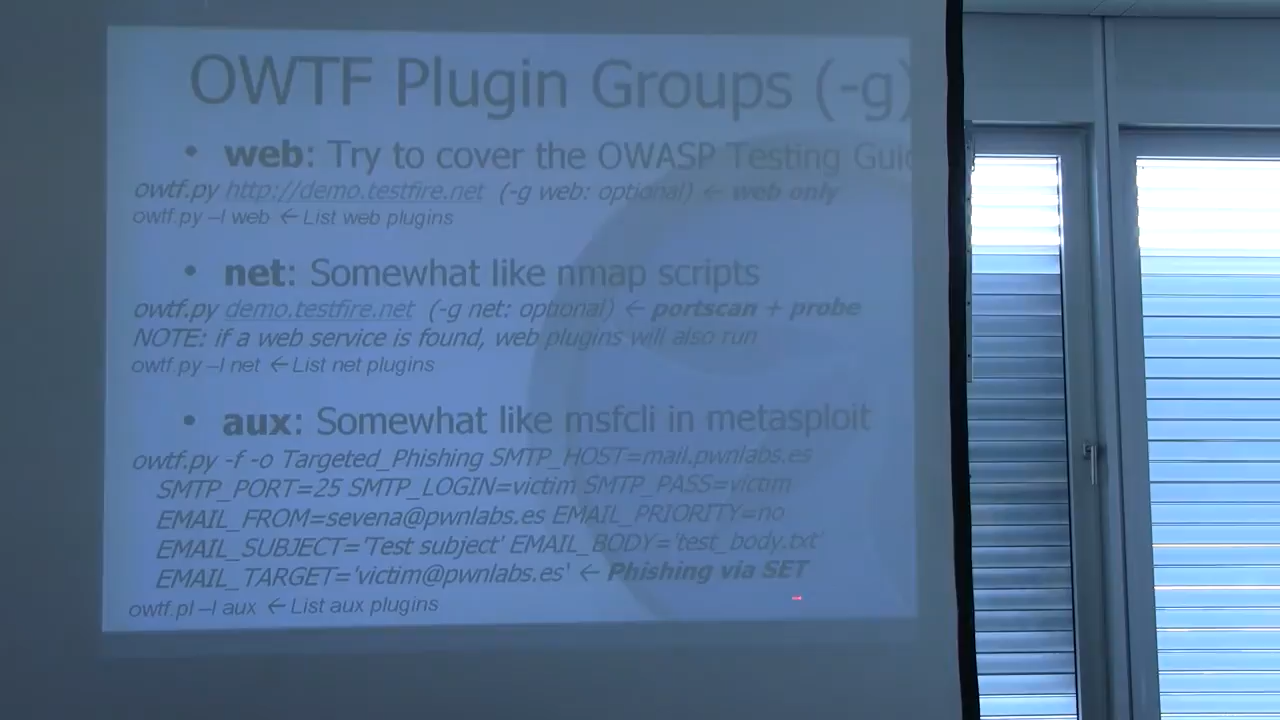 OWTF Plugin Groups (-g)
• web: Try to cover the OWASP Testing Guid
owtf.py http://demo.testfire.net (-g web: optional) ← web only
owtf.py –l web ← List web plugins
• net: Somewhat like nmap scripts
owtf.py demo.testfire.net (-g net: optional) ← portscan + probe
NOTE: if a web service is found, web plugins will also run
owtf.py –l net ← List net plugins
• aux: Somewhat like msfcli in metasploit
owtf.py -f -o Targeted_Phishing SMTP_HOST=mail.pwnlabs.es
SMTP_PORT=25 SMTP_LOGIN=victim SMTP_PASS=victim
EMAIL_FROM=sevena@pwnlabs.es EMAIL_PRIORITY=no
EMAIL_SUBJECT='Test subject' EMAIL_BODY='test_body.txt'
EMAIL_TARGET='victim@pwnlabs.es' ← Phishing via SET
owtf.pl –l aux ← List aux plugins